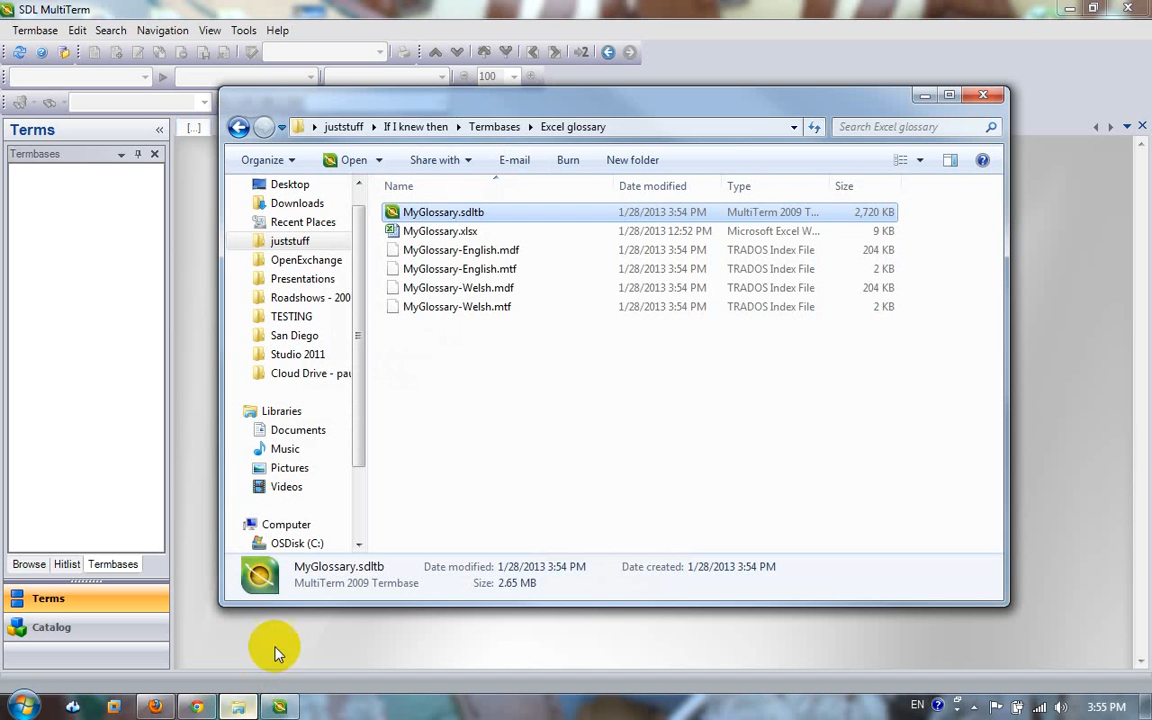 SDL MultiTerm
Termbase Edit Search Navigation View Tools Help
100
Terms
[...]
Termbases
juststuff If I knew then Termbases Excel glossary
Search Excel glossary
Organize Open Share with E-mail Burn New folder
Name Date modified Type Size
Desktop
Downloads
Recent Places
juststuff
OpenExchange
Presentations
Roadshows - 200
TESTING
San Diego
Studio 2011
Cloud Drive - pau
Libraries
Documents
Music
Pictures
Videos
Computer
OSDisk (C:)
MyGlossary.sdltb 1/28/2013 3:54 PM MultiTerm 2009 T... 2,720 KB
MyGlossary.xlsx 1/28/2013 12:52 PM Microsoft Excel W... 9 KB
MyGlossary-English.mdf 1/28/2013 3:54 PM TRADOS Index File 204 KB
MyGlossary-English.mtf 1/28/2013 3:54 PM TRADOS Index File 2 KB
MyGlossary-Welsh.mdf 1/28/2013 3:54 PM TRADOS Index File 204 KB
MyGlossary-Welsh.mtf 1/28/2013 3:54 PM TRADOS Index File 2 KB
MyGlossary.sdltb Date modified: 1/28/2013 3:54 PM Date created: 1/28/2013 3:54 PM
MultiTerm 2009 Termbase Size: 2.65 MB
Browse Hitlist Termbases
Terms
Catalog
EN 3:55 PM